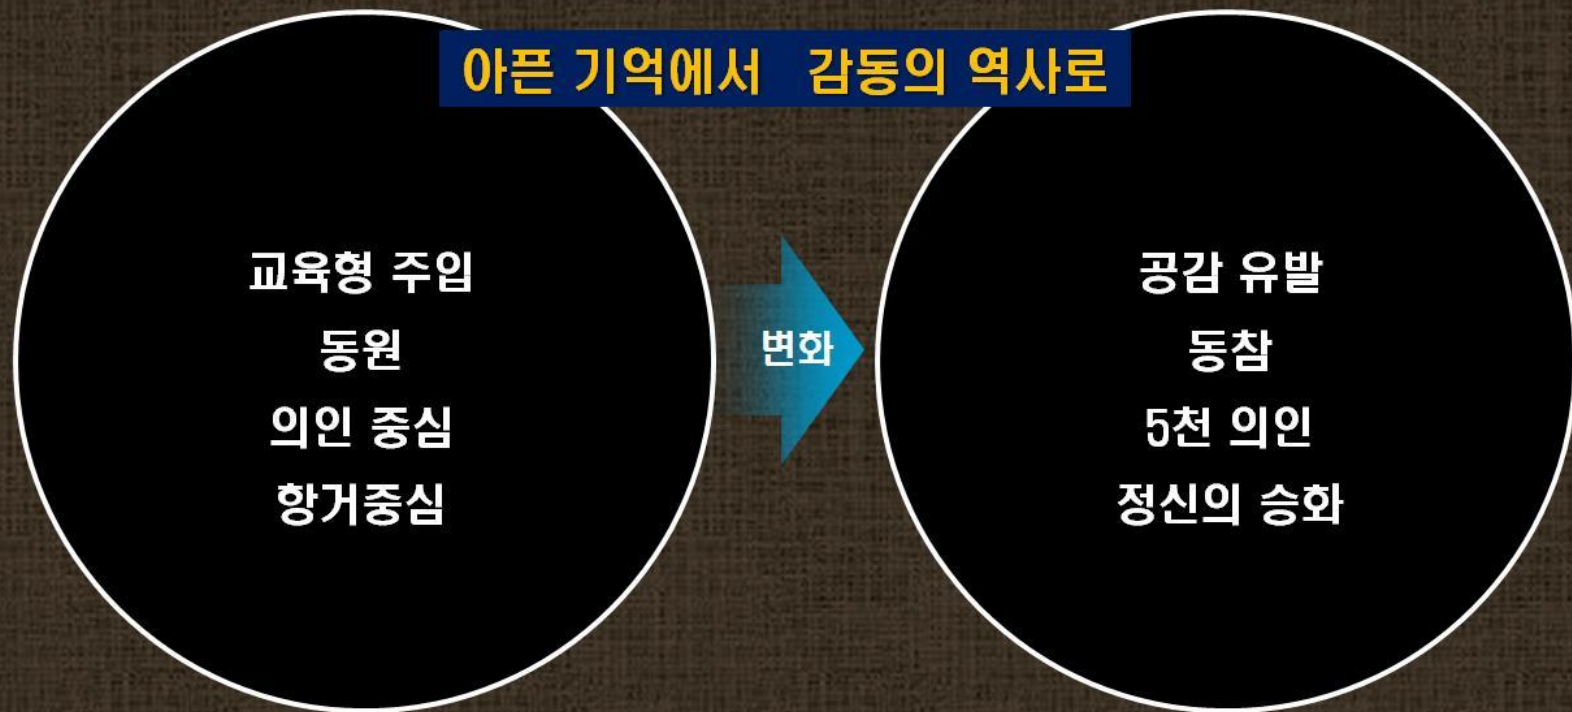 아픈 기억에서 감동의 역사로
교육형 주입
동원
의인 중심
항거중심
변화
공감 유발
동참
5천 의인
정신의 승화